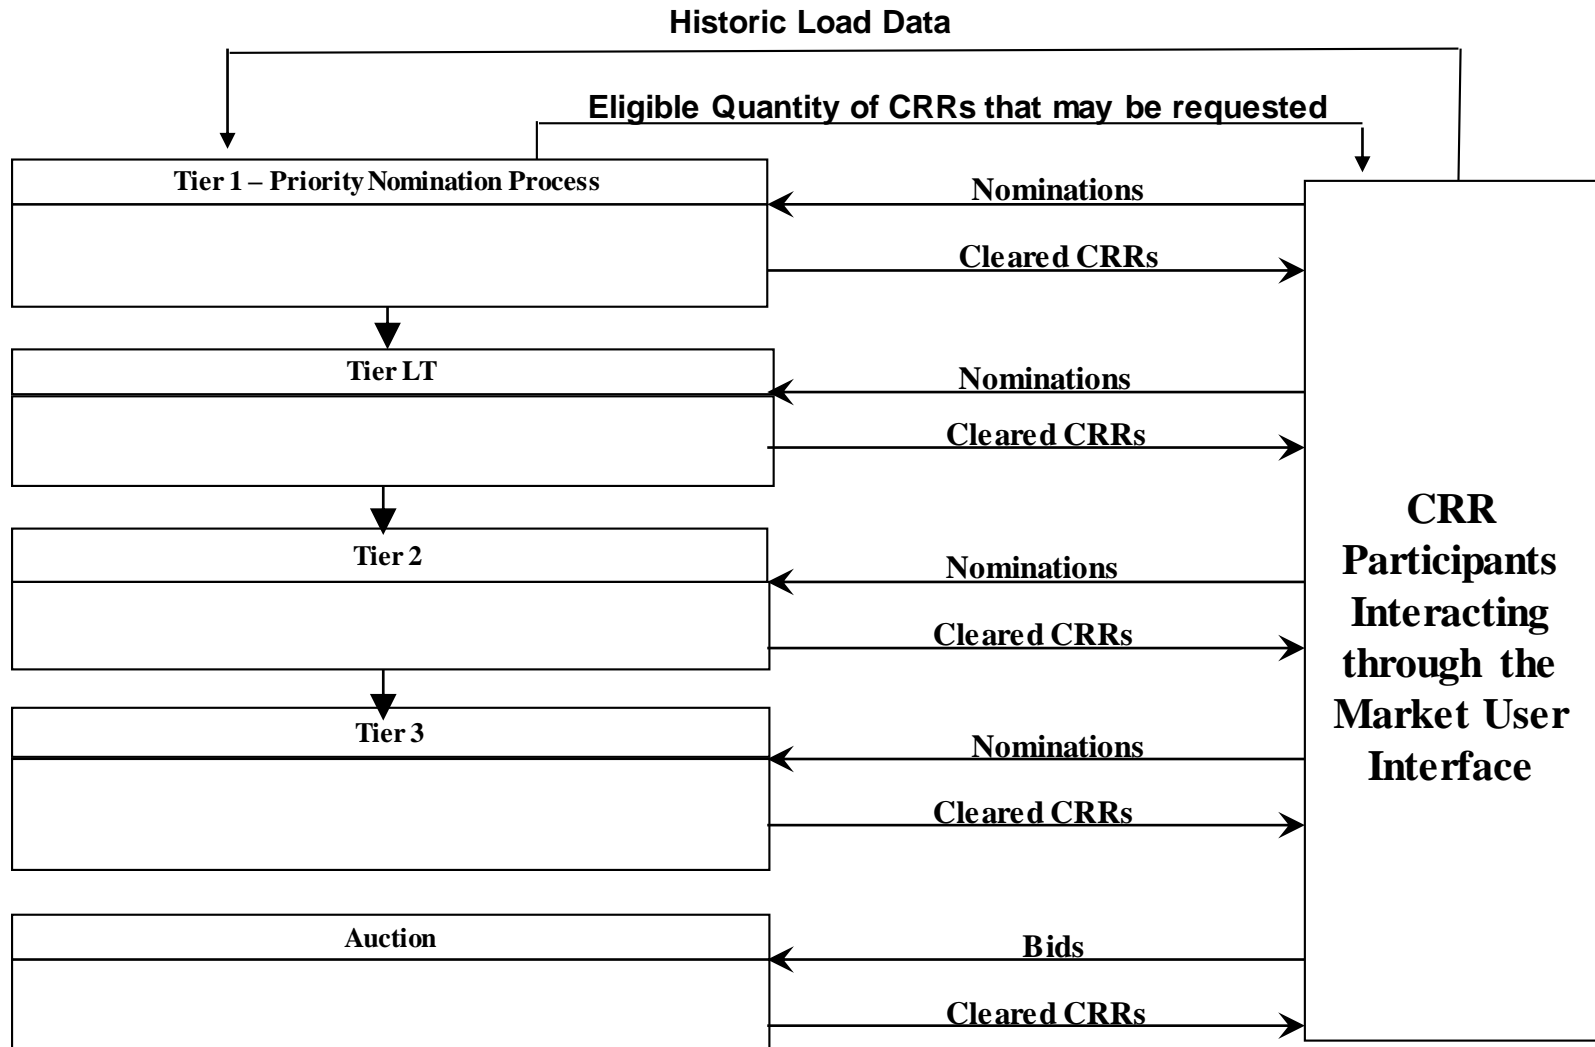 Historic Load Data
Eligible Quantity of CRRs that may be requested
Tier 1 – Priority Nomination Process
Nominations
Cleared CRRs
Tier LT
Nominations
Cleared CRRs
Tier 2
Nominations
Cleared CRRs
Tier 3
Nominations
Cleared CRRs
Auction
Bids
Cleared CRRs
CRR
Participants
Interacting
through the
Market User
Interface